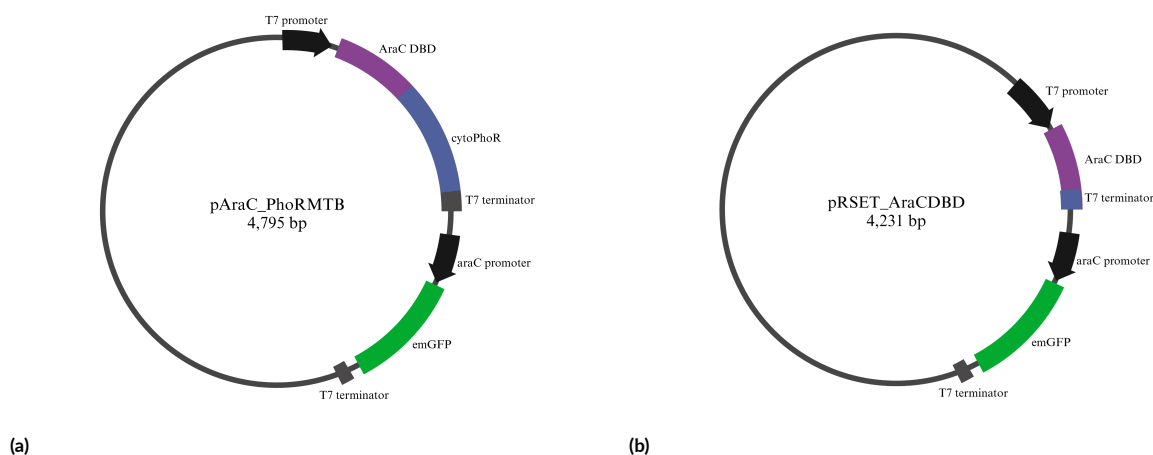 T7 promoter
AraC DBD
cytoPhoR
T7 terminator
pAraC_PhoRMTB
4,795 bp
araC promoter
emGFP
T7 terminator
(a)
T7 promoter
AraC DBD
T7 terminator
pRSET_AraCDBD
4,231 bp
araC promoter
emGFP
T7 terminator
(b)